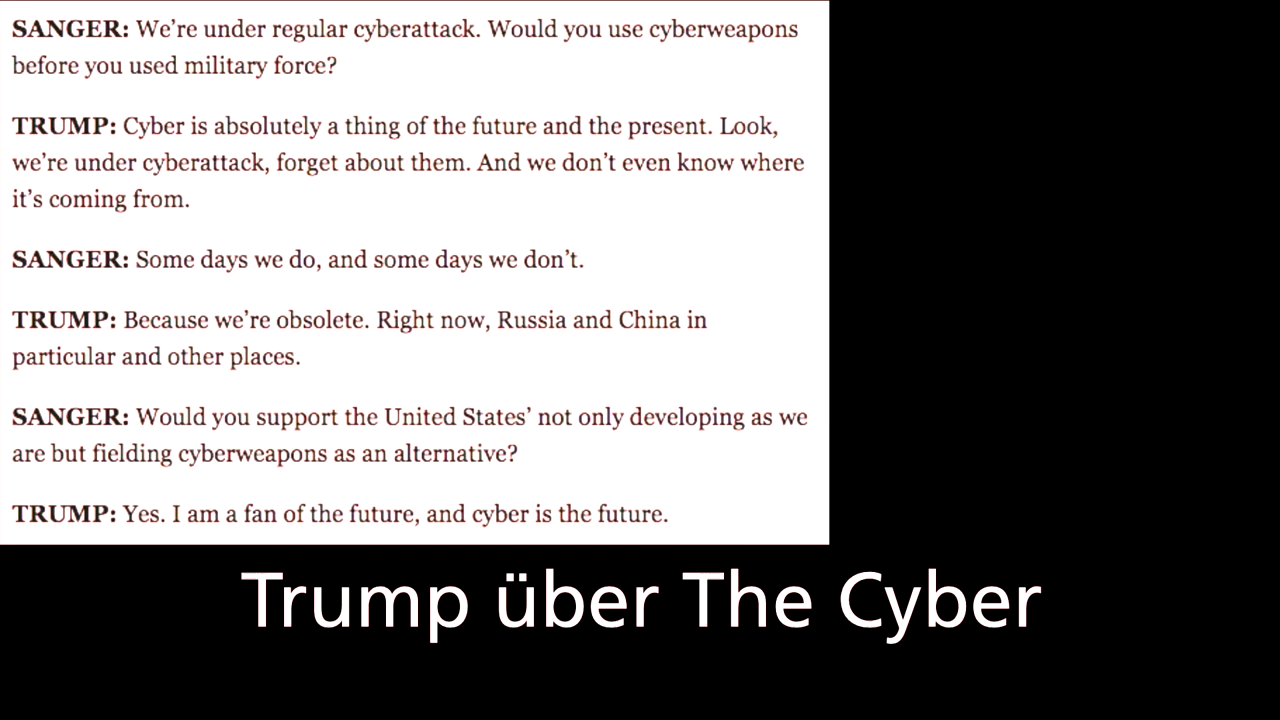 SANGER: We’re under regular cyberattack. Would you use cyberweapons
before you used military force?
TRUMP: Cyber is absolutely a thing of the future and the present. Look,
we’re under cyberattack, forget about them. And we don’t even know where
it’s coming from.
SANGER: Some days we do, and some days we don’t.
TRUMP: Because we’re obsolete. Right now, Russia and China in
particular and other places.
SANGER: Would you support the United States’ not only developing as we
are but fielding cyberweapons as an alternative?
TRUMP: Yes. I am a fan of the future, and cyber is the future.
Trump über The Cyber